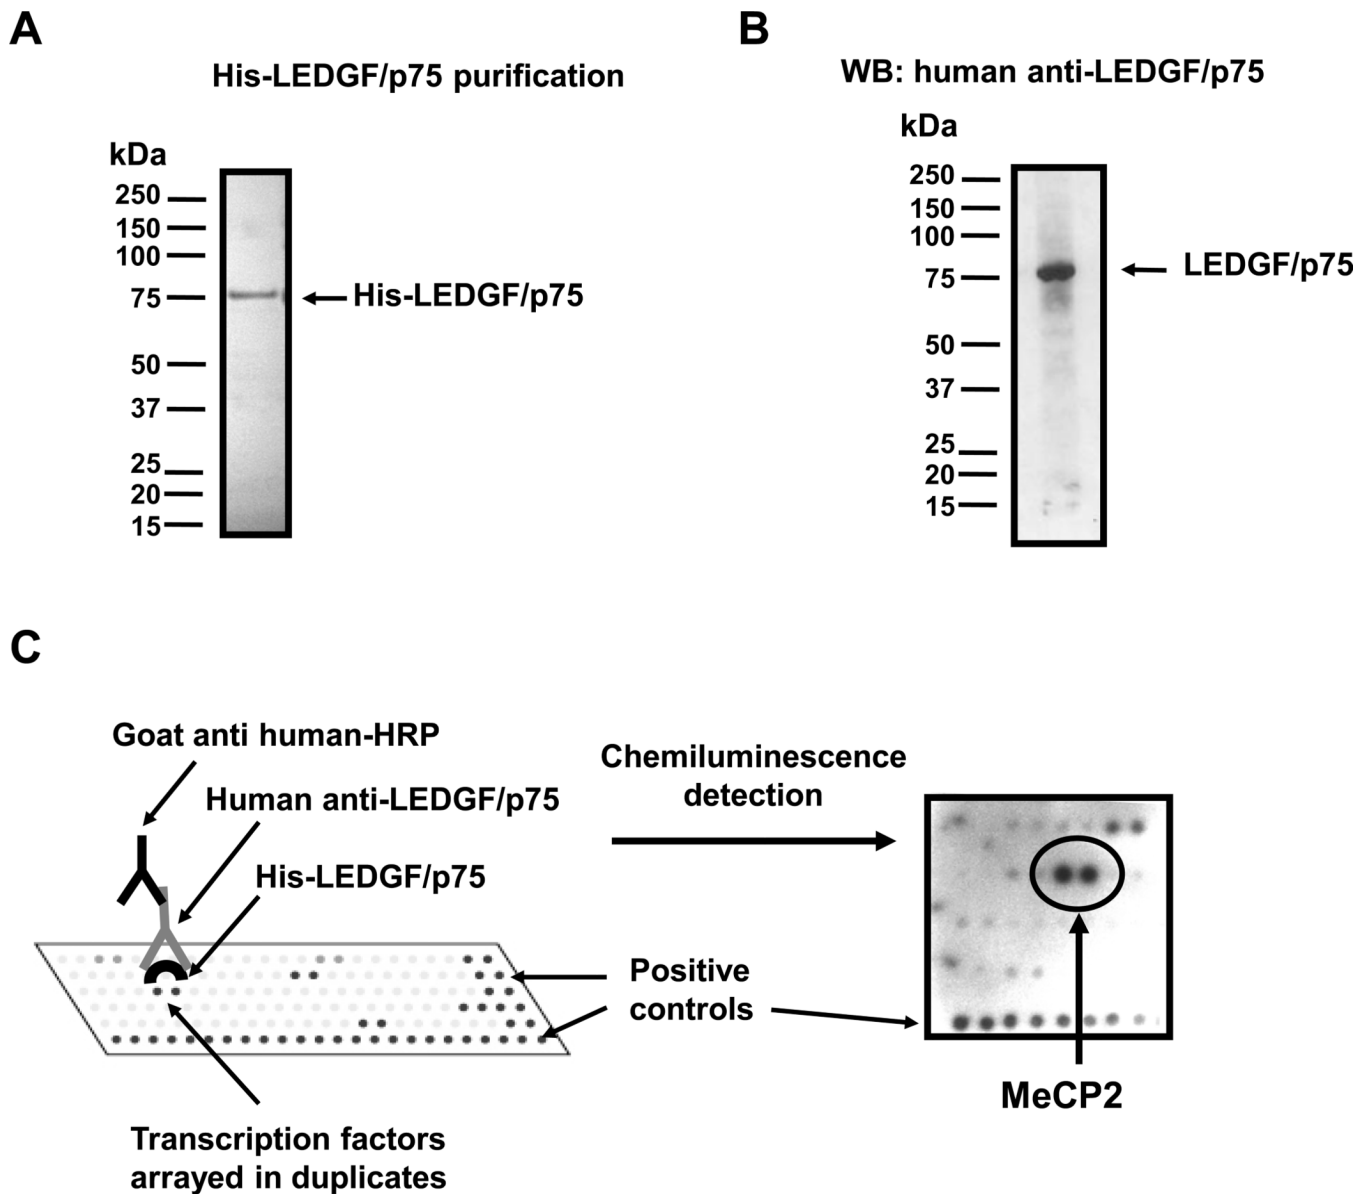 A
His-LEDGF/p75 purification
kDa
250
150
100
75
50
37
25
20
15
His-LEDGF/p75
B
WB: human anti-LEDGF/p75
kDa
250
150
100
75
50
37
25
20
15
LEDGF/p75
C
Goat anti human-HRP
Human anti-LEDGF/p75
His-LEDGF/p75
Transcription factors
arrayed in duplicates
Chemiluminescence
detection
Positive
controls
MeCP2